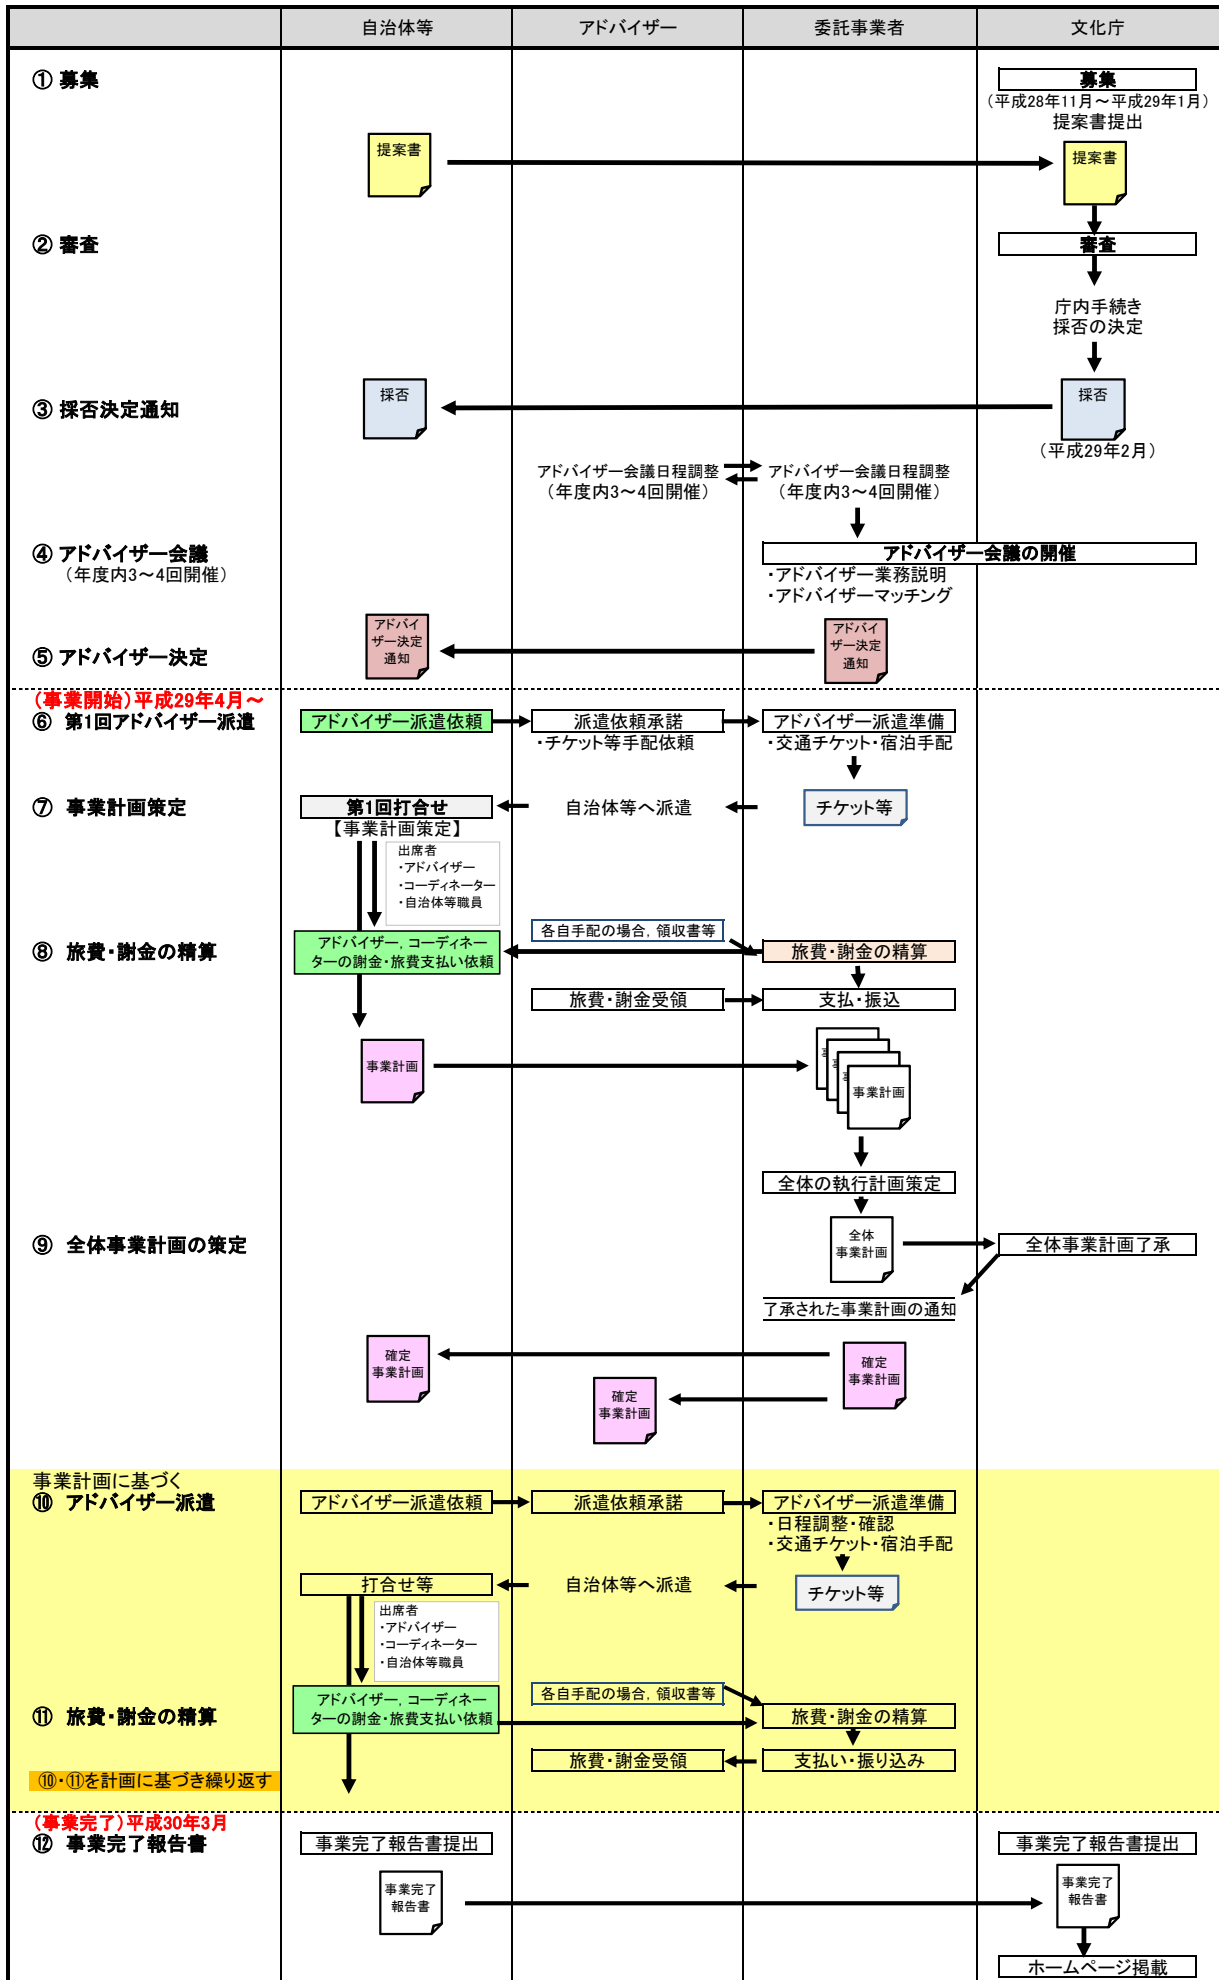 自治体等
アドバイザー
委託事業者
文化庁
① 募集
募集
（平成28年11月～平成29年1月）
提案書提出
提案書
提案書
② 審査
審査
庁内手続き
採否の決定
③ 採否決定通知
採否
採否
（平成29年2月）
アドバイザー会議日程調整
（年度内3～4回開催）
アドバイザー会議日程調整
（年度内3～4回開催）
④ アドバイザー会議
（年度内3～4回開催）
アドバイザー会議の開催
・アドバイザー業務説明
・アドバイザーマッチング
⑤ アドバイザー決定
アドバイ
ザー決定
通知
アドバイ
ザー決定
通知
（事業開始）平成29年4月～
⑥ 第1回アドバイザー派遣
アドバイザー派遣依頼
派遣依頼承諾
・チケット等手配依頼
アドバイザー派遣準備
・交通チケット・宿泊手配
⑦ 事業計画策定
第1回打合せ
【事業計画策定】
自治体等へ派遣
チケット等
出席者
・アドバイザー
・コーディネーター
・自治体等職員
⑧ 旅費・謝金の精算
アドバイザー，コーディネー
ターの謝金・旅費支払い依頼
各自手配の場合，領収書等
旅費・謝金の精算
旅費・謝金受領
支払・振込
事業計画
事業計画
全体の執行計画策定
⑨ 全体事業計画の策定
全体
事業計画
全体事業計画了承
了承された事業計画の通知
確定
事業計画
確定
事業計画
確定
事業計画
事業計画に基づく
⑩ アドバイザー派遣
アドバイザー派遣依頼
派遣依頼承諾
アドバイザー派遣準備
・日程調整・確認
・交通チケット・宿泊手配
打合せ等
自治体等へ派遣
チケット等
出席者
・アドバイザー
・コーディネーター
・自治体等職員
⑪ 旅費・謝金の精算
アドバイザー，コーディネー
ターの謝金・旅費支払い依頼
各自手配の場合，領収書等
旅費・謝金の精算
旅費・謝金受領
支払い・振り込み
⑩・⑪を計画に基づき繰り返す
（事業完了）平成30年3月
⑫ 事業完了報告書
事業完了報告書提出
事業完了報告書提出
事業完了
報告書
事業完了
報告書
ホームページ掲載